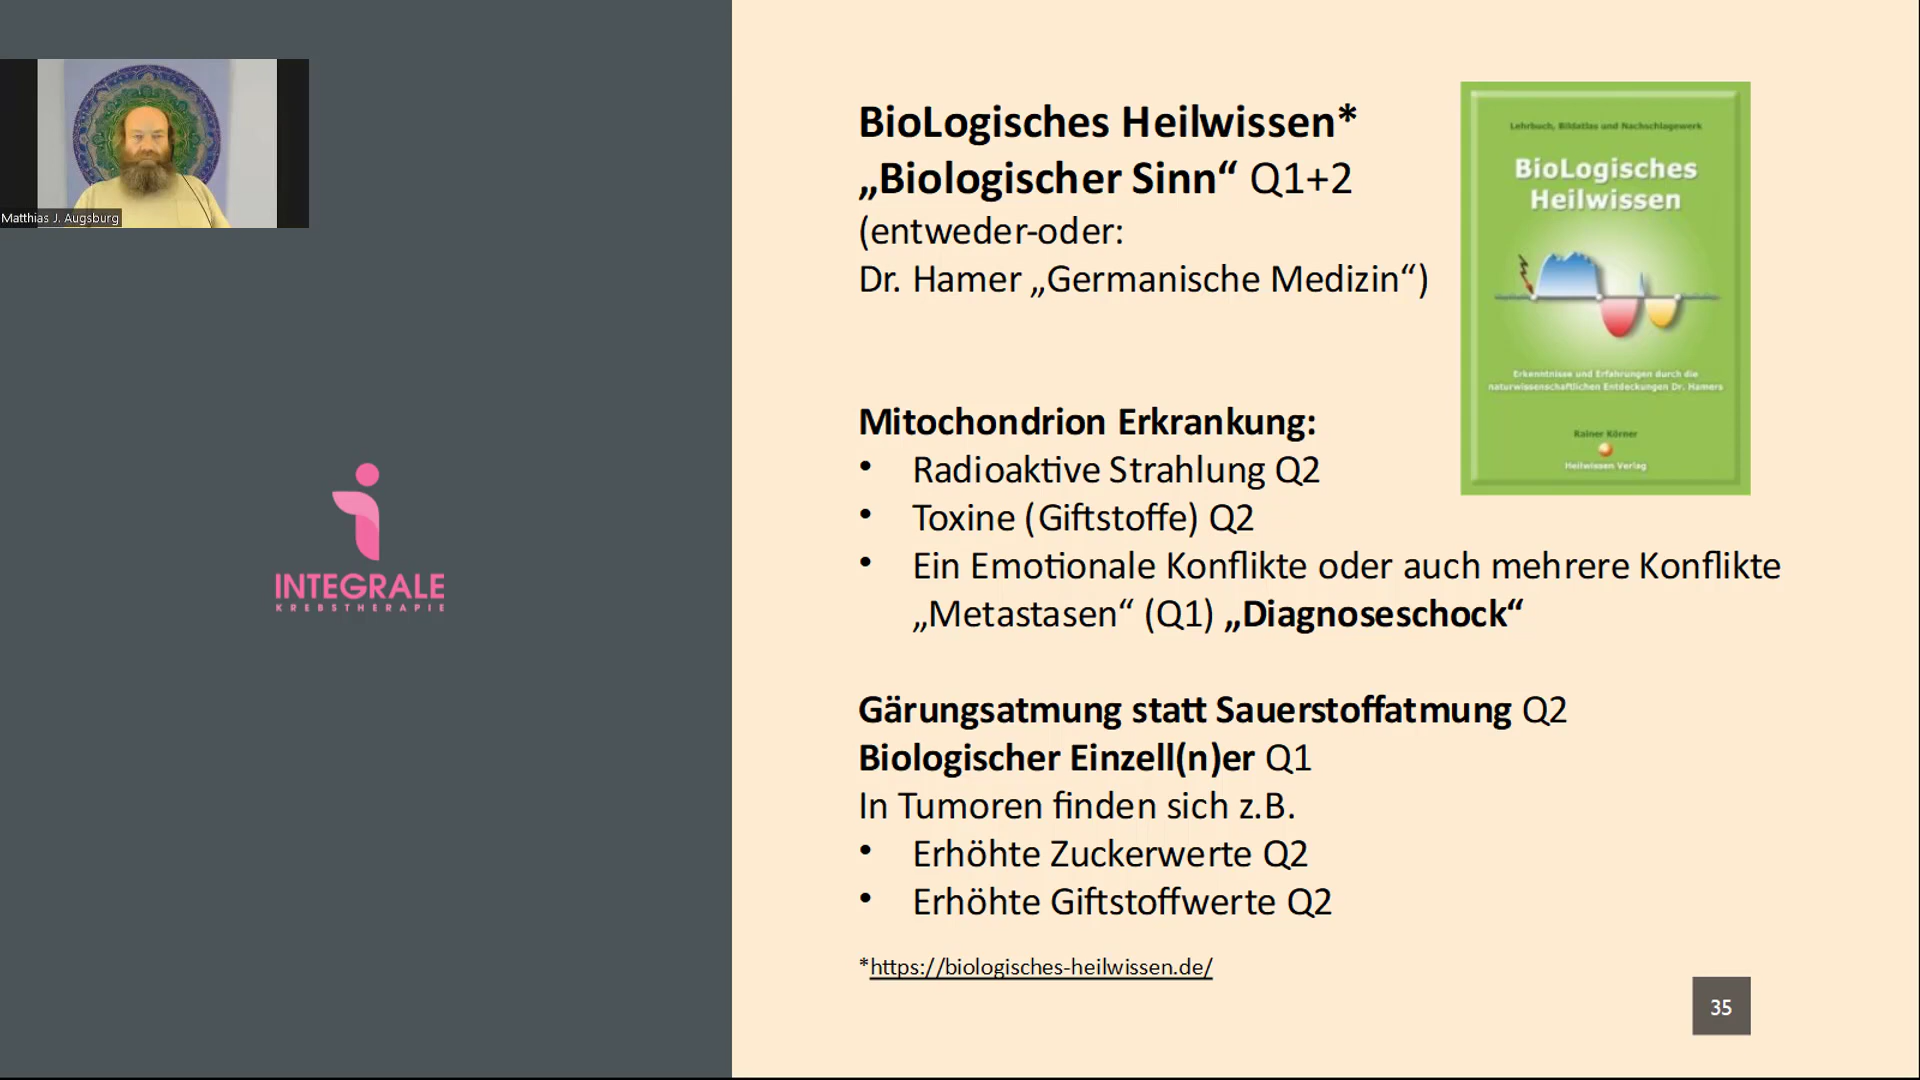 Matthias J. Augsburg
INTEGRALE
KREBSTHERAPIE
BioLogisches Heilwissen*
„Biologischer Sinn“ Q1+2
(entweder-oder:
Dr. Hamer „Germanische Medizin“)
Lehrbuch, Bildatlas und Nachschlagewerk
BioLogisches
Heilwissen
Erkenntnisse und Erfahrungen durch die
naturwissenschaftlichen Entdeckungen Dr. Hamers
Rainer Körner
Heilwissen Verlag
Mitochondrion Erkrankung:
• Radioaktive Strahlung Q2
• Toxine (Giftstoffe) Q2
• Ein Emotionale Konflikte oder auch mehrere Konflikte
„Metastasen“ (Q1) „Diagnoseschock“
Gärungsatmung statt Sauerstoffatmung Q2
Biologischer Einzell(n)er Q1
In Tumoren finden sich z.B.
• Erhöhte Zuckerwerte Q2
• Erhöhte Giftstoffwerte Q2
*https://biologisches-heilwissen.de/
35